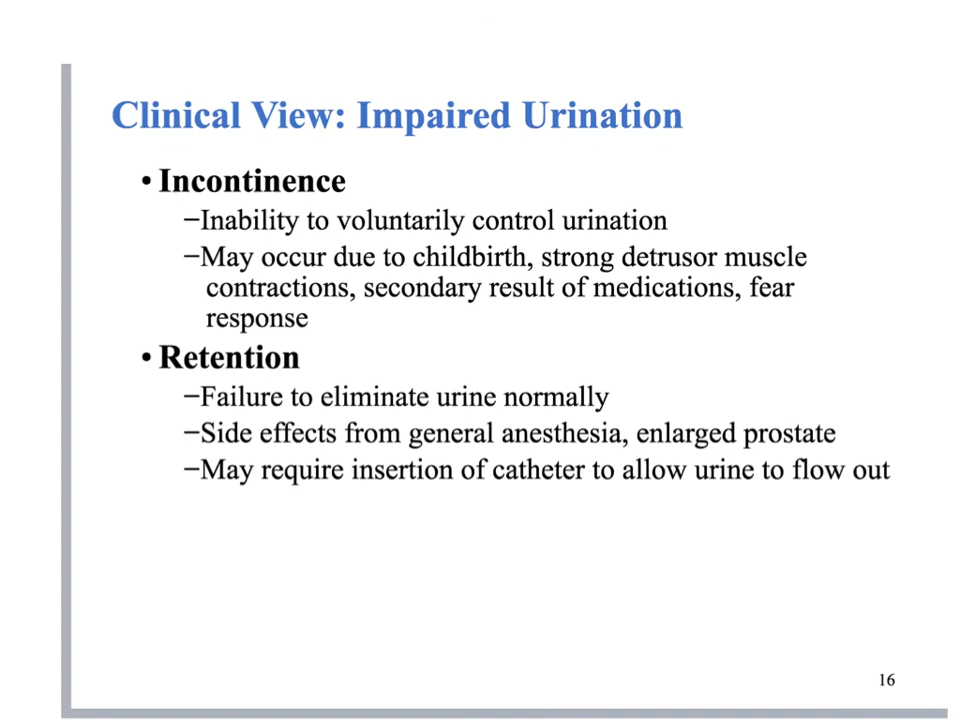 Clinical View: Impaired Urination
• Incontinence
–Inability to voluntarily control urination
–May occur due to childbirth, strong detrusor muscle
contractions, secondary result of medications, fear
response
• Retention
–Failure to eliminate urine normally
–Side effects from general anesthesia, enlarged prostate
–May require insertion of catheter to allow urine to flow out
16